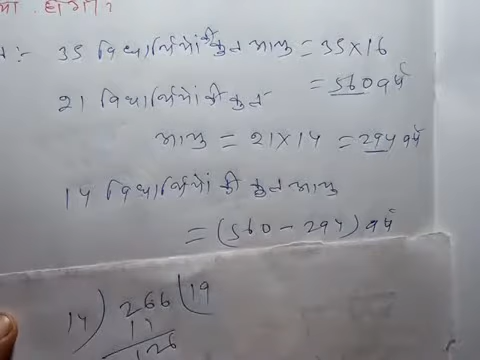 होगा?
35 विद्यार्थियों की कुल आयु = 35×16
= 560 वर्ष
21 विद्यार्थियों की कुल
आयु = 21×14 = 294 वर्ष
14 विद्यार्थियों की कुल आयु
= (560-294) वर्ष
14) 266 (19
14
126